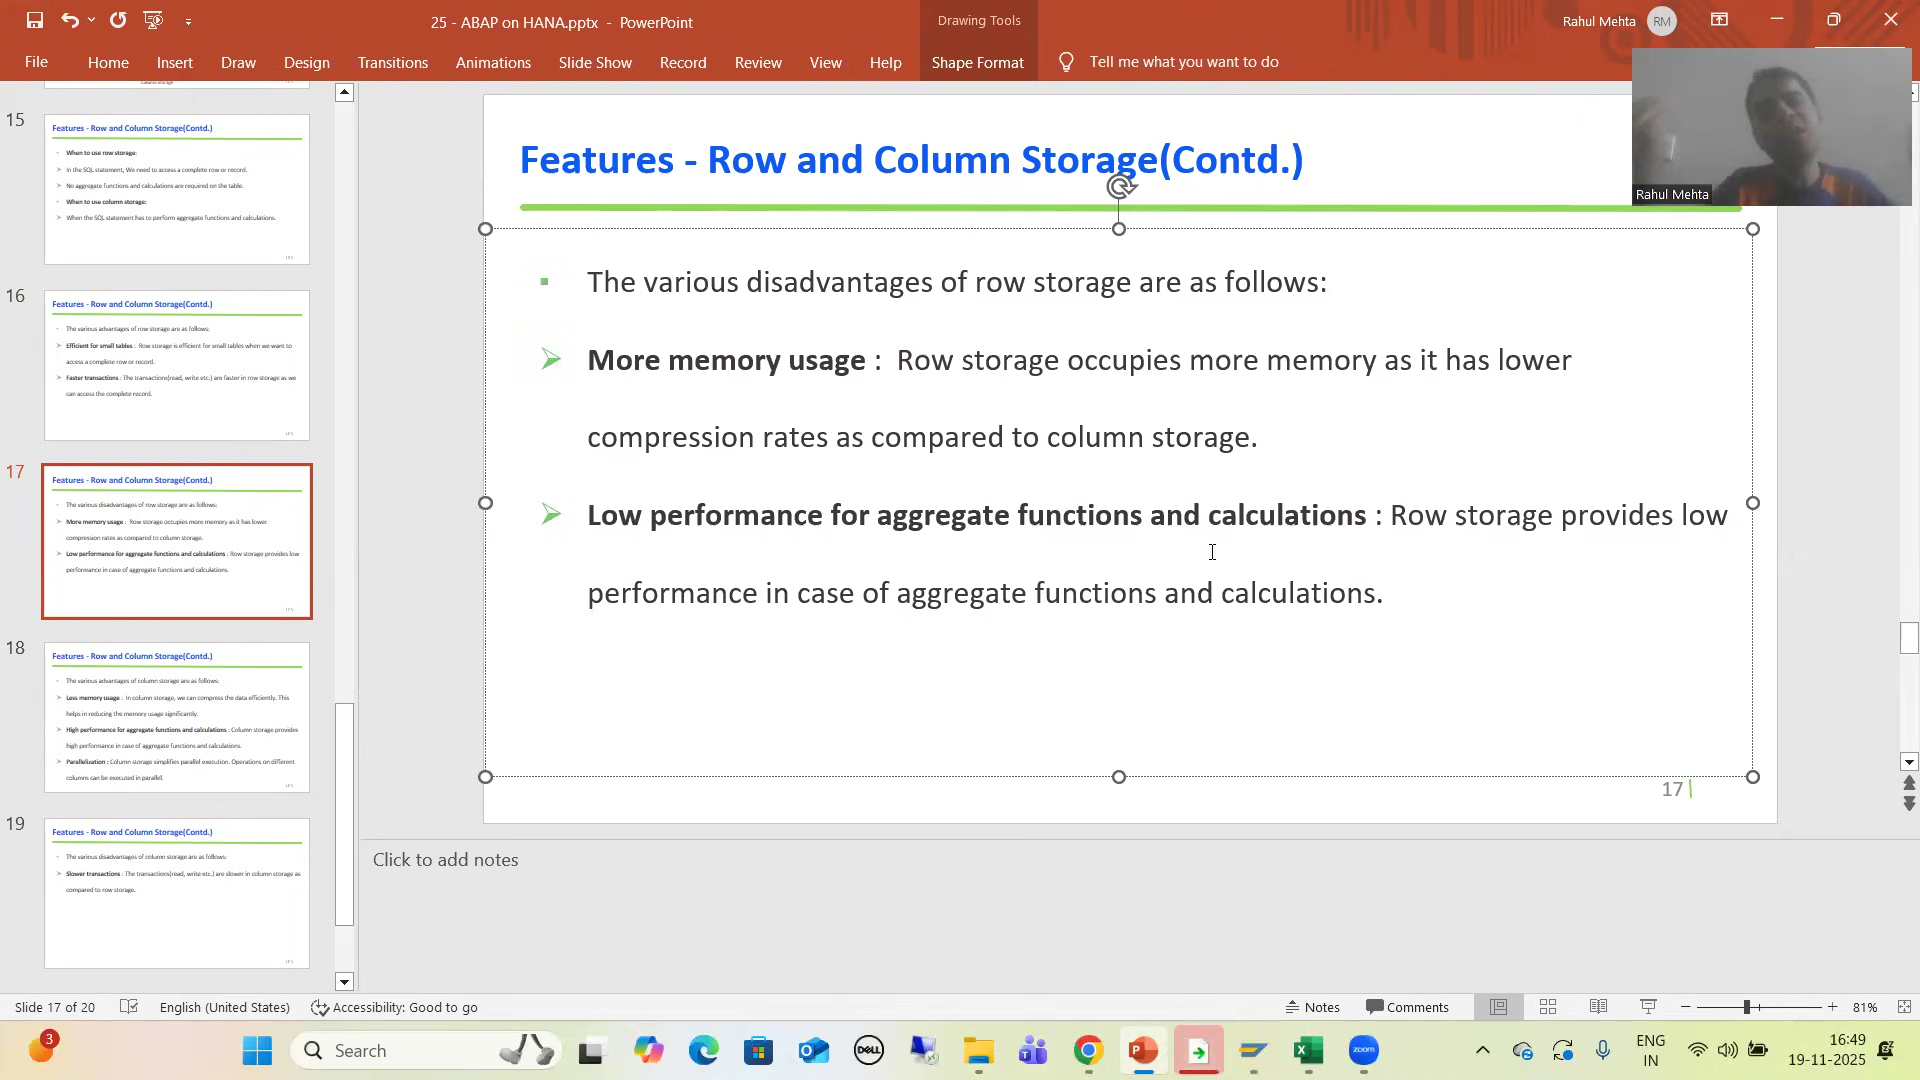 25 - ABAP on HANA.pptx - PowerPoint
Drawing Tools
Rahul Mehta
RM
File
Home
Insert
Draw
Design
Transitions
Animations
Slide Show
Record
Review
View
Help
Shape Format
Tell me what you want to do
15
Features - Row and Column Storage(Contd.)
When to use row storage:
In the SQL statement, We need to access a complete row or record.
No aggregate functions and calculations are required on the table.
When to use column storage:
When the SQL statement has to perform aggregate functions and calculations.
16
Features - Row and Column Storage(Contd.)
The various advantages of row storage are as follows:
Efficient for small tables : Row storage is efficient for small tables when we want to
access a complete row or record.
Faster transactions : The transactions(read, write etc.) are faster in row storage as we
can access the complete record.
17
Features - Row and Column Storage(Contd.)
The various disadvantages of row storage are as follows:
More memory usage : Row storage occupies more memory as it has lower
compression rates as compared to column storage.
Low performance for aggregate functions and calculations : Row storage provides low
performance in case of aggregate functions and calculations.
18
Features - Row and Column Storage(Contd.)
The various advantages of column storage are as follows:
Less memory usage : In column storage, we can compress the data efficiently. This
helps in reducing the memory usage significantly.
High performance for aggregate functions and calculations : Column storage provides
high performance in case of aggregate functions and calculations.
Parallelization : Column storage simplifies parallel execution. Operations on different
columns can be executed in parallel.
19
Features - Row and Column Storage(Contd.)
The various disadvantages of column storage are as follows:
Slower transactions : The transactions(read, write etc.) are slower in column storage as
compared to row storage.
Features - Row and Column Storage(Contd.)
The various disadvantages of row storage are as follows:
More memory usage : Row storage occupies more memory as it has lower
compression rates as compared to column storage.
Low performance for aggregate functions and calculations : Row storage provides low
performance in case of aggregate functions and calculations.
17
Rahul Mehta
Click to add notes
Slide 17 of 20
English (United States)
Accessibility: Good to go
Notes
Comments
81%
3
Search
DELL
zoom
ENG
IN
16:49
19-11-2025